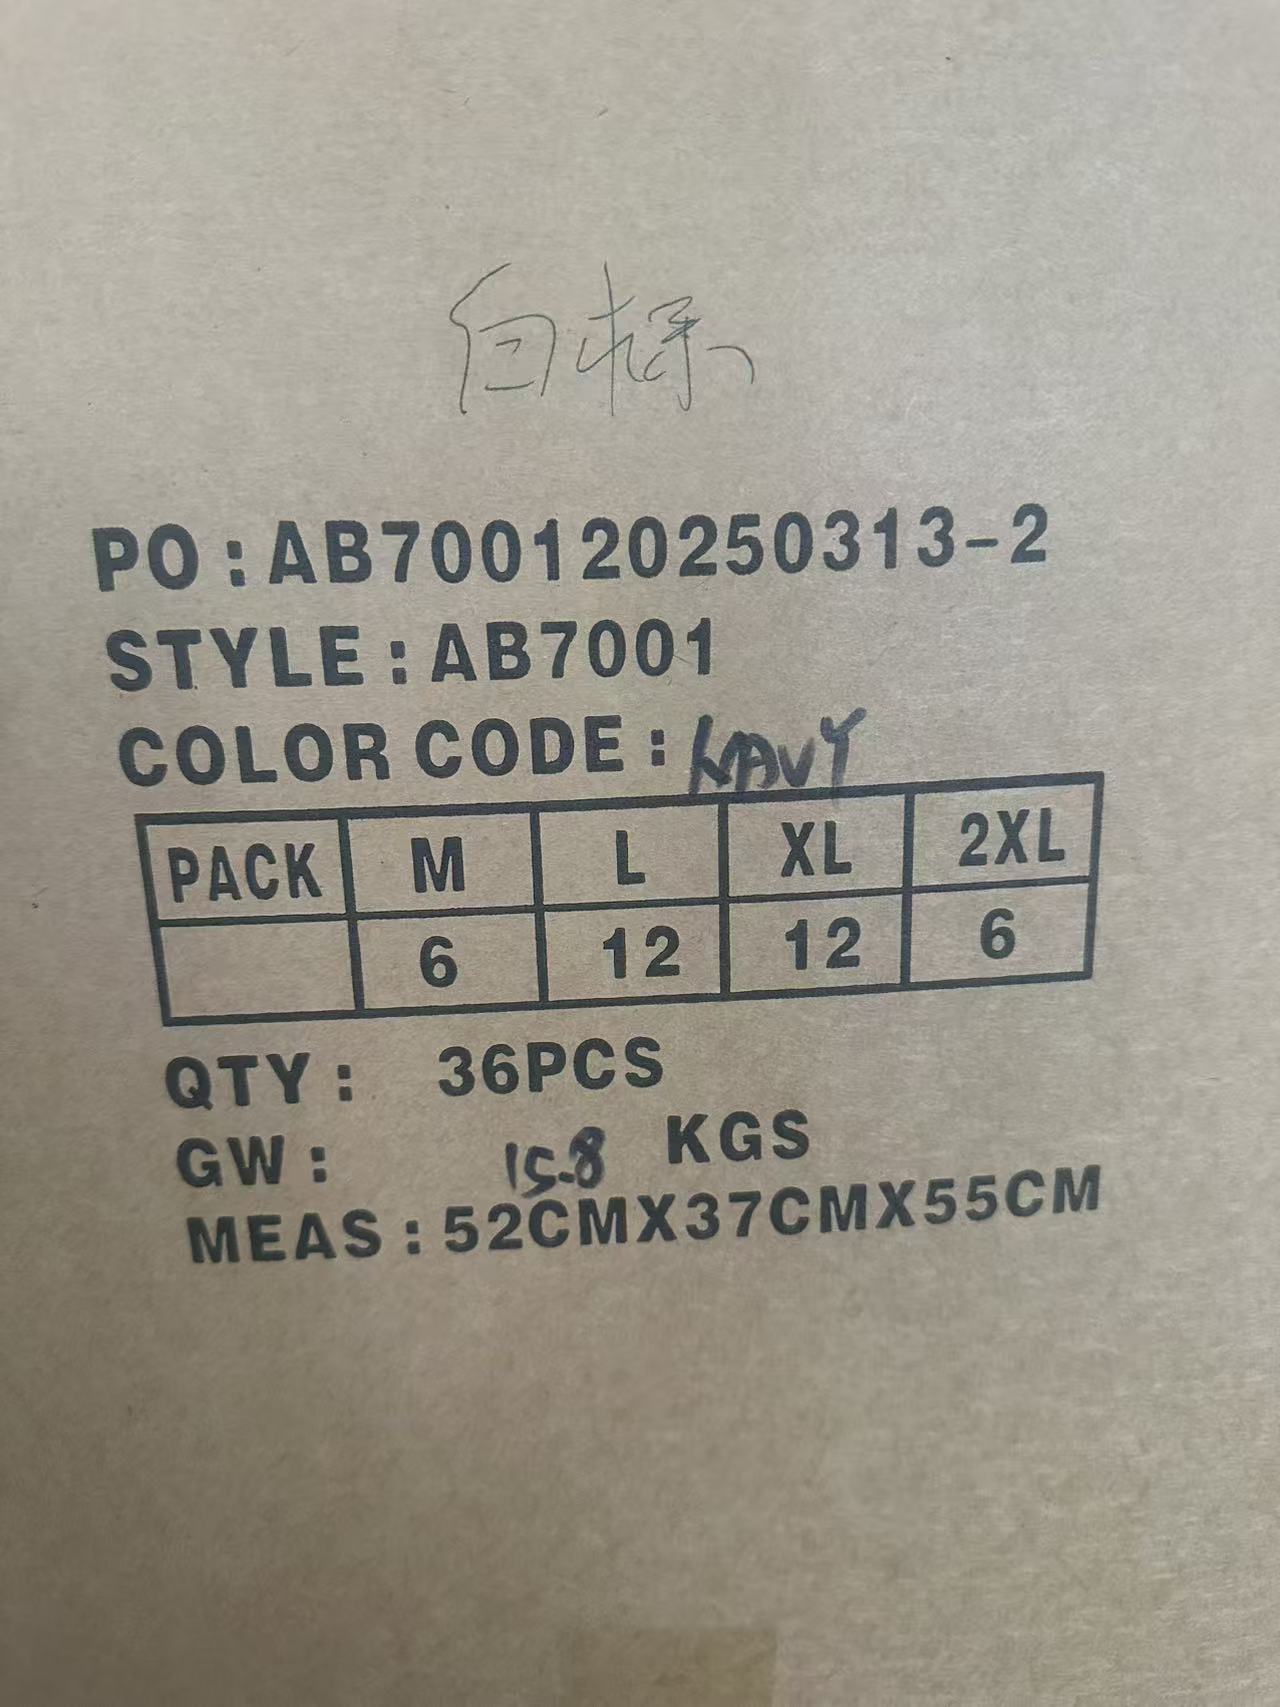 白标
PO:AB700120250313-2
STYLE:AB7001
COLOR CODE:NAVY
PACK M L XL 2XL
6 12 12 6
QTY: 36PCS
GW: 15.8 KGS
MEAS:52CMX37CMX55CM